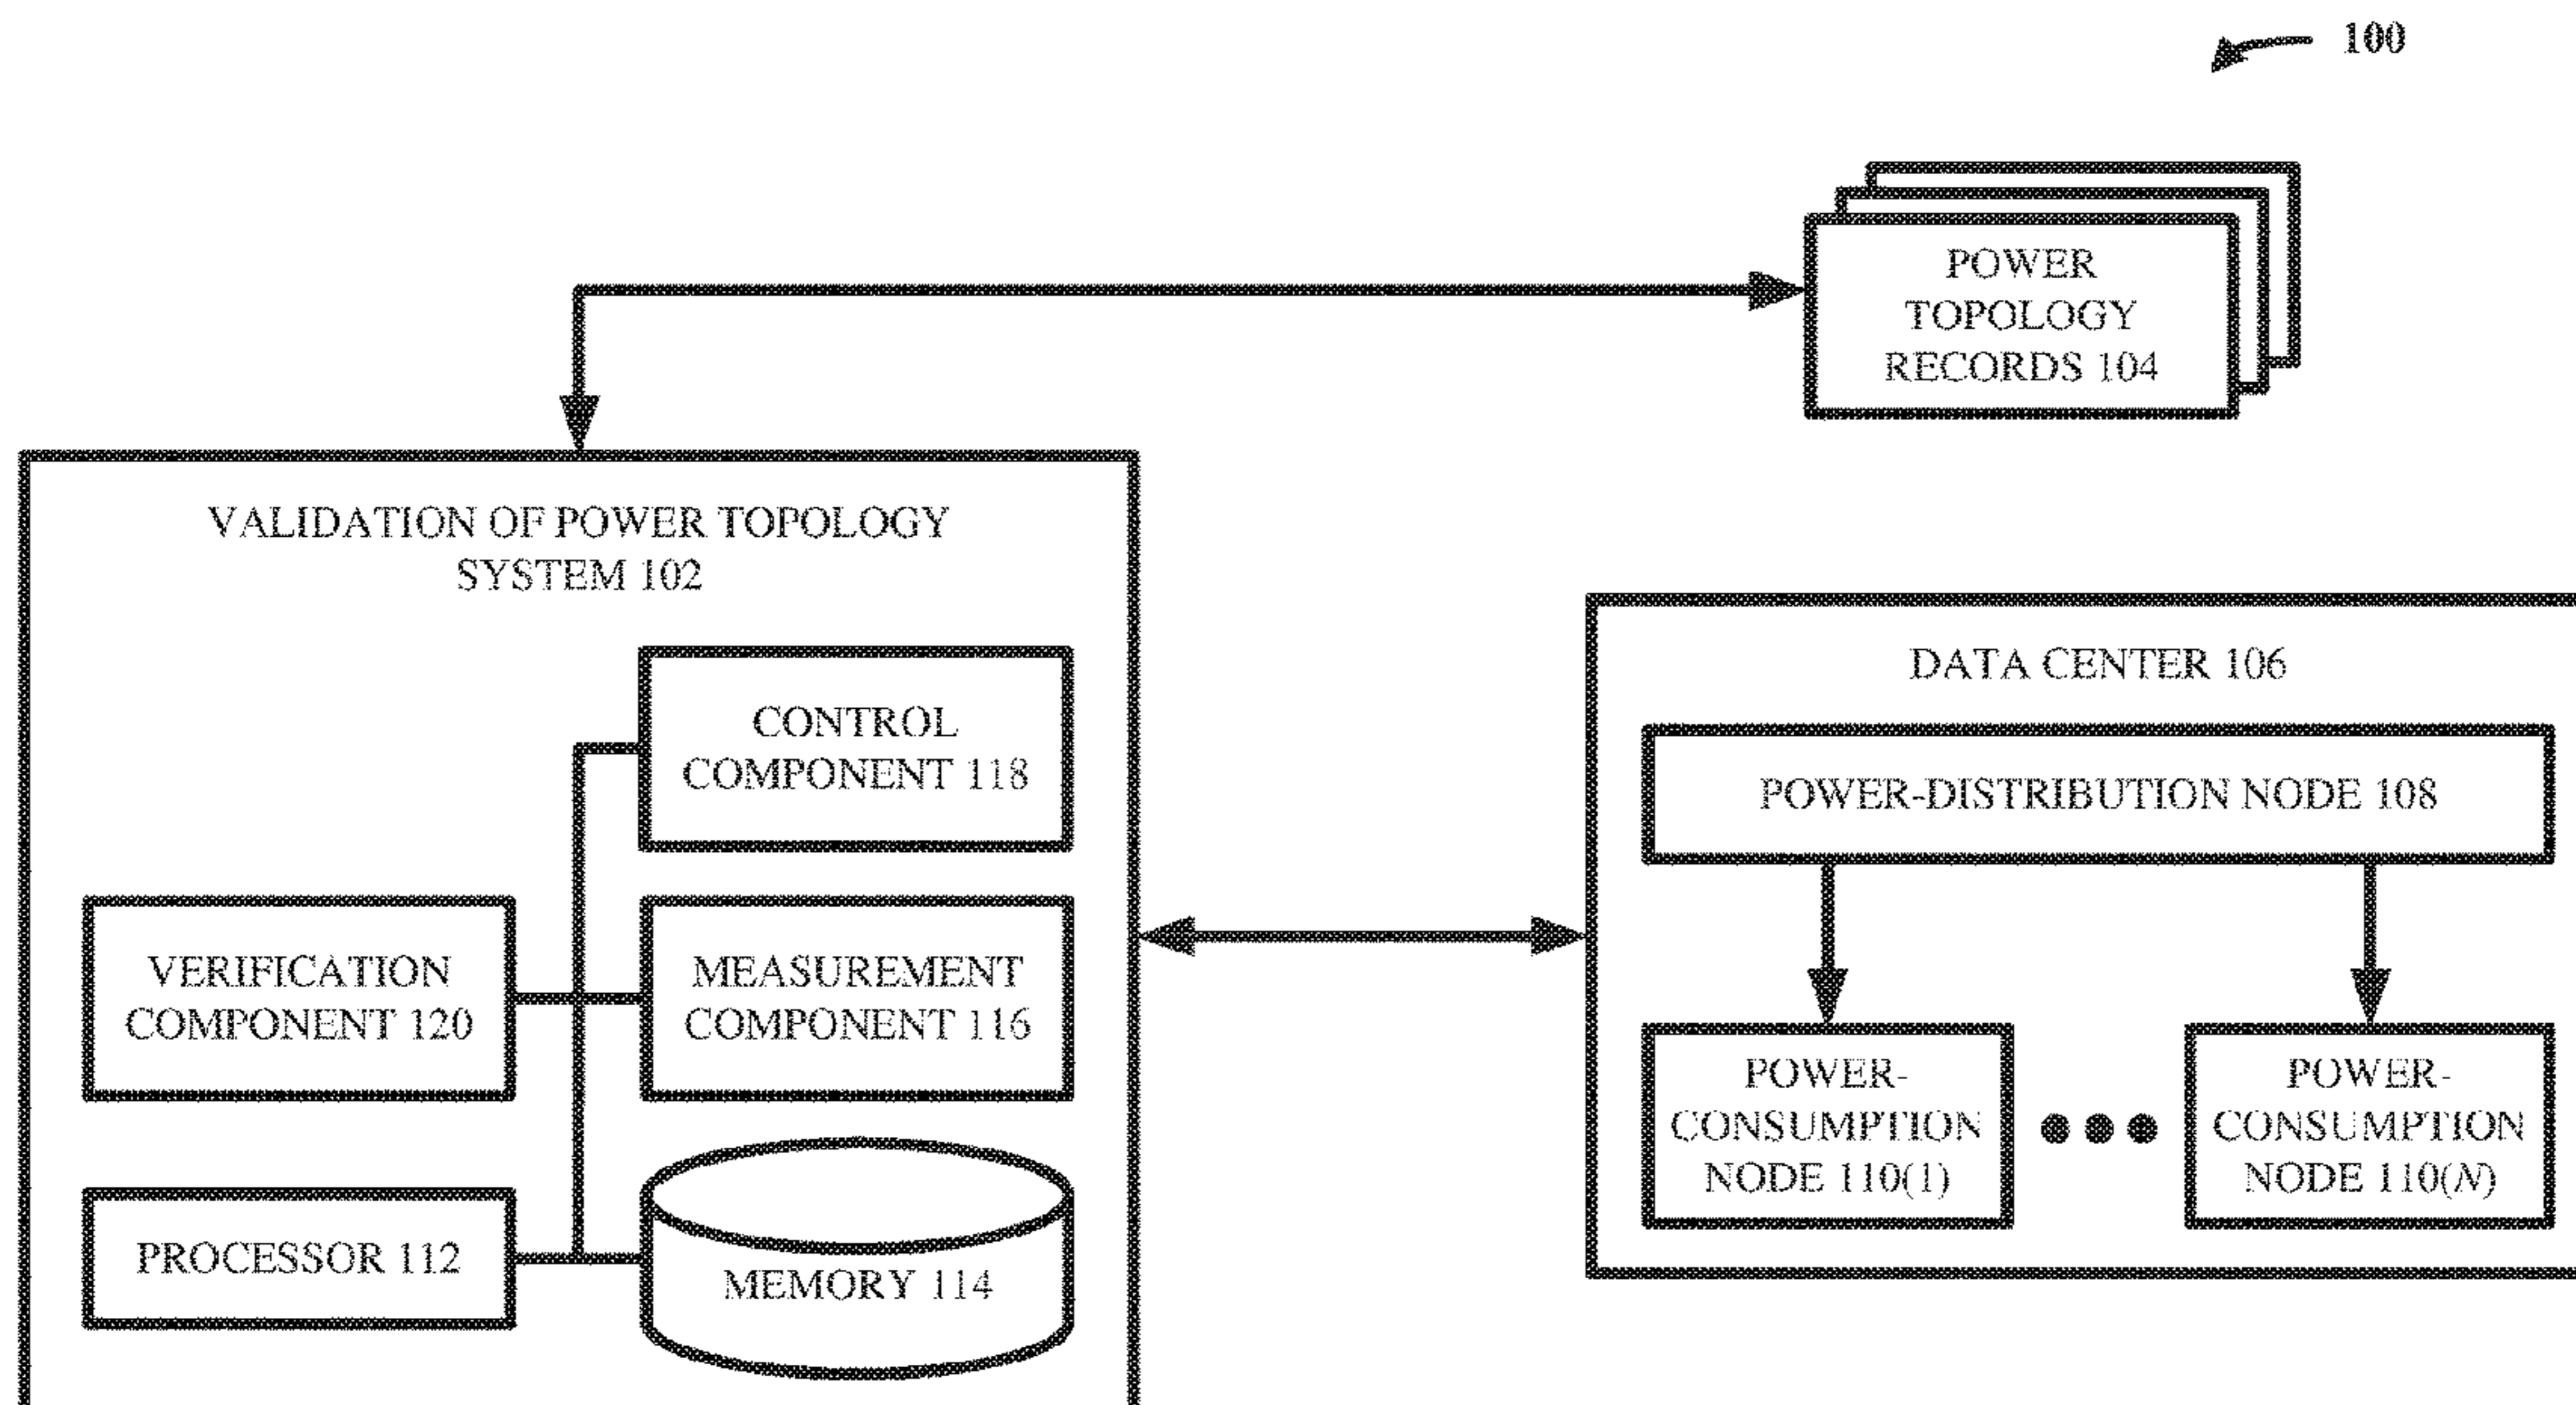 100
POWER
TOPOLOGY
RECORDS 104
VALIDATION OF POWER TOPOLOGY
SYSTEM 102
CONTROL
COMPONENT 118
VERIFICATION
COMPONENT 120
MEASUREMENT
COMPONENT 116
PROCESSOR 112
MEMORY 114
DATA CENTER 106
POWER-DISTRIBUTION NODE 108
POWER-
CONSUMPTION
NODE 110(1)
POWER-
CONSUMPTION
NODE 110(N)